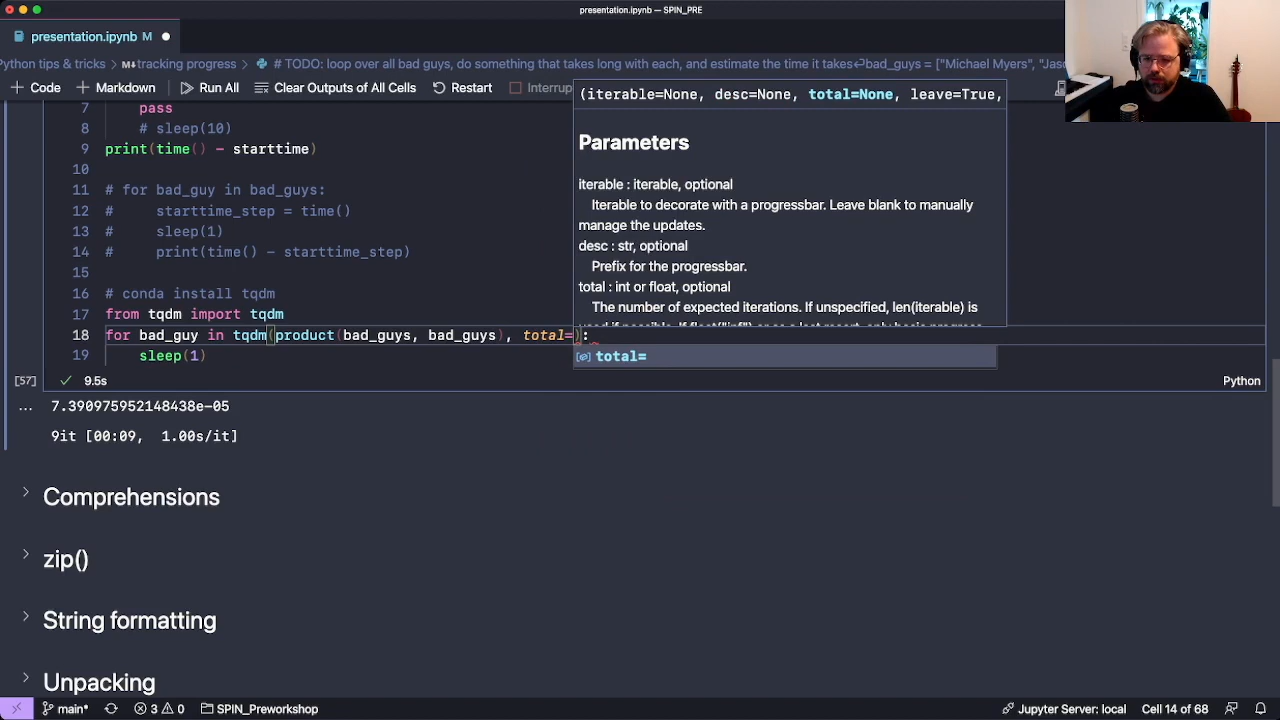 presentation.ipynb — SPIN_PRE
presentation.ipynb M
Python tips & tricks > M↓tracking progress > # TODO: loop over all bad guys, do something that takes long with each, and estimate the time it takes↩bad_guys = ["Michael Myers", "Jaso
+ Code + Markdown Run All Clear Outputs of All Cells Restart Interrup
7 pass
8 # sleep(10)
9 print(time() - starttime)
10
11 # for bad_guy in bad_guys:
12 # starttime_step = time()
13 # sleep(1)
14 # print(time() - starttime_step)
15
16 # conda install tqdm
17 from tqdm import tqdm
18 for bad_guy in tqdm(product(bad_guys, bad_guys), total=):
19 sleep(1)
(iterable=None, desc=None, total=None, leave=True,
Parameters
iterable : iterable, optional
Iterable to decorate with a progressbar. Leave blank to manually
manage the updates.
desc : str, optional
Prefix for the progressbar.
total : int or float, optional
The number of expected iterations. If unspecified, len(iterable) is
total=
[57] 9.5s Python
... 7.390975952148438e-05
9it [00:09, 1.00s/it]
Comprehensions
zip()
String formatting
Unpacking
main* 3 0 SPIN_Preworkshop Jupyter Server: local Cell 14 of 68